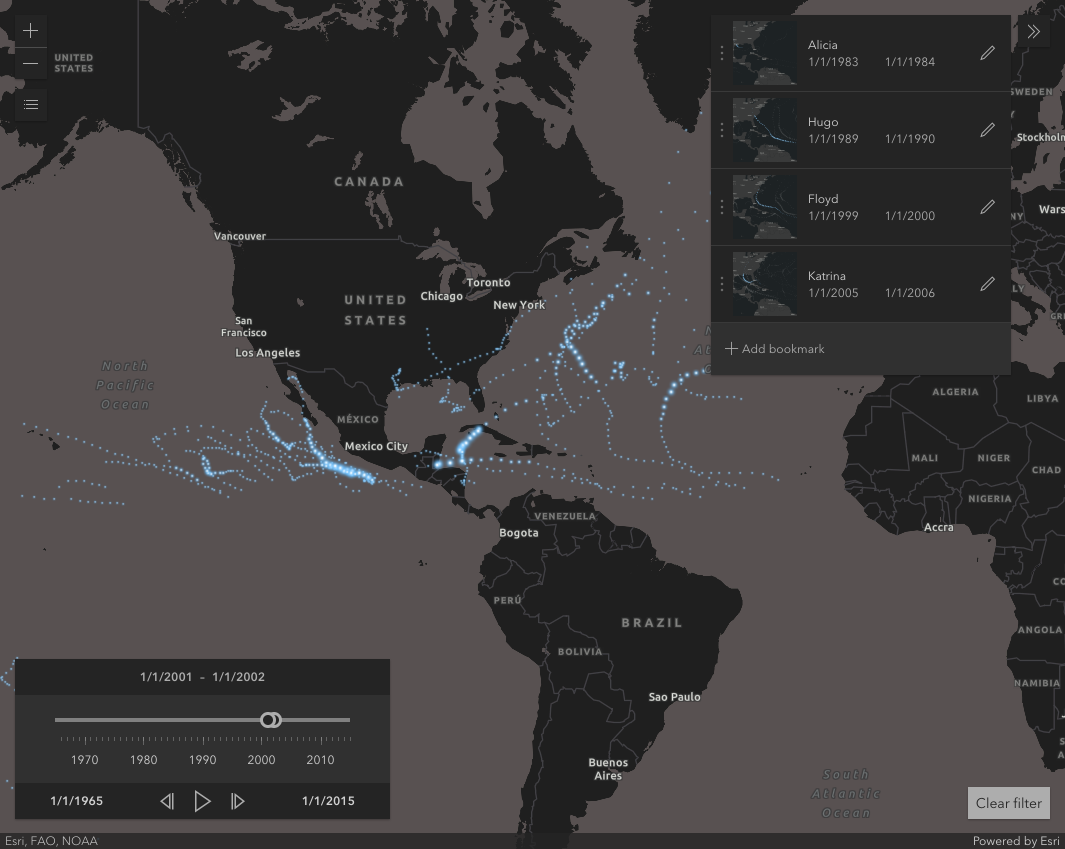 UNITED
STATES
Alicia
1/1/1983 1/1/1984
Hugo
1/1/1989 1/1/1990
Floyd
1/1/1999 1/1/2000
Katrina
1/1/2005 1/1/2006
Add bookmark
SWEDEN
Stockholm
CANADA
Vancouver
Toronto
Chicago
New York
UNITED
STATES
San
Francisco
Los Angeles
North
Pacific
Ocean
MÉXICO
Mexico City
ALGERIA
LIBYA
MALI
NIGER
CHAD
NIGERIA
Accra
VENEZUELA
Bogota
PERÚ
BRAZIL
BOLIVIA
ANGOLA
NAMIBIA
Sao Paulo
Buenos
Aires
South
Atlantic
Ocean
1/1/2001 – 1/1/2002
1970 1980 1990 2000 2010
1/1/1965 1/1/2015
Clear filter
Esri, FAO, NOAA
Powered by Esri